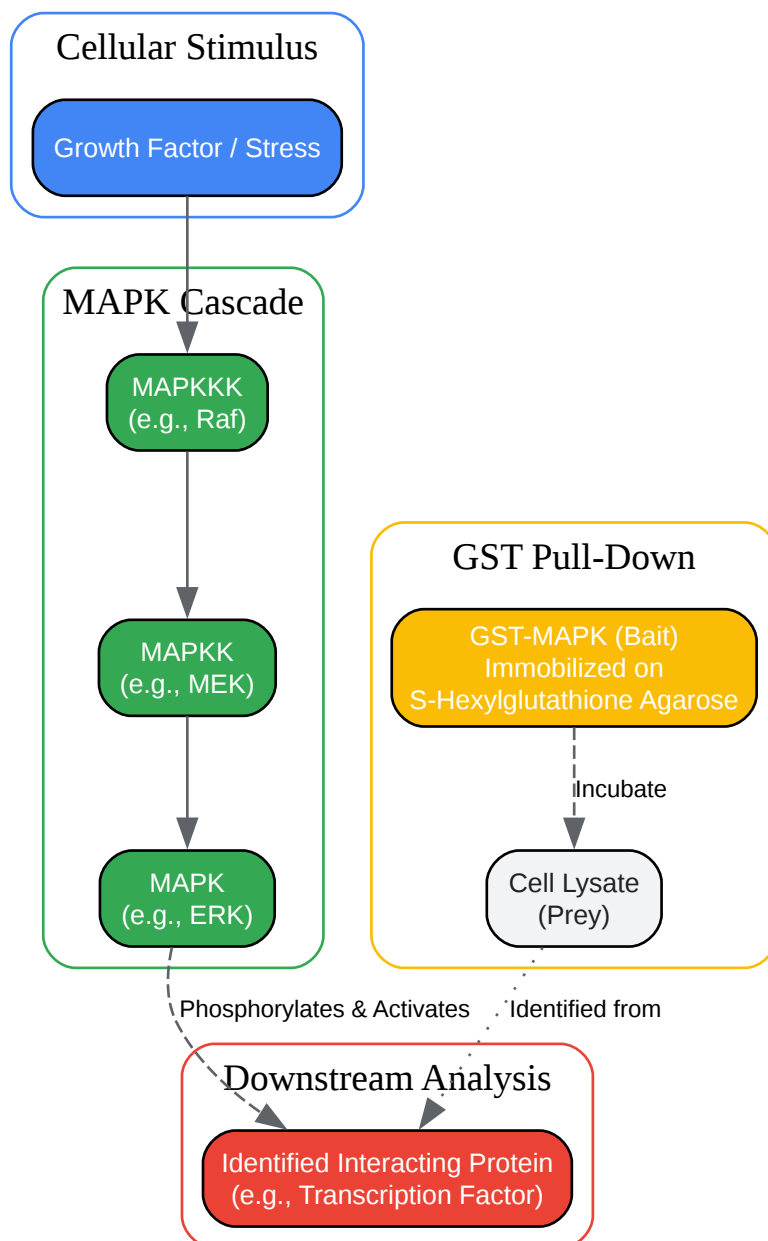 Cellular Stimulus
Growth Factor / Stress
MAPK Cascade
MAPKKK
(e.g., Raf)
MAPKK
(e.g., MEK)
MAPK
(e.g., ERK)
GST Pull-Down
GST-MAPK (Bait)
Immobilized on
S-Hexylglutathione Agarose
Incubate
Cell Lysate
(Prey)
Phosphorylates & Activates
Identified from
Downstream Analysis
Identified Interacting Protein
(e.g., Transcription Factor)